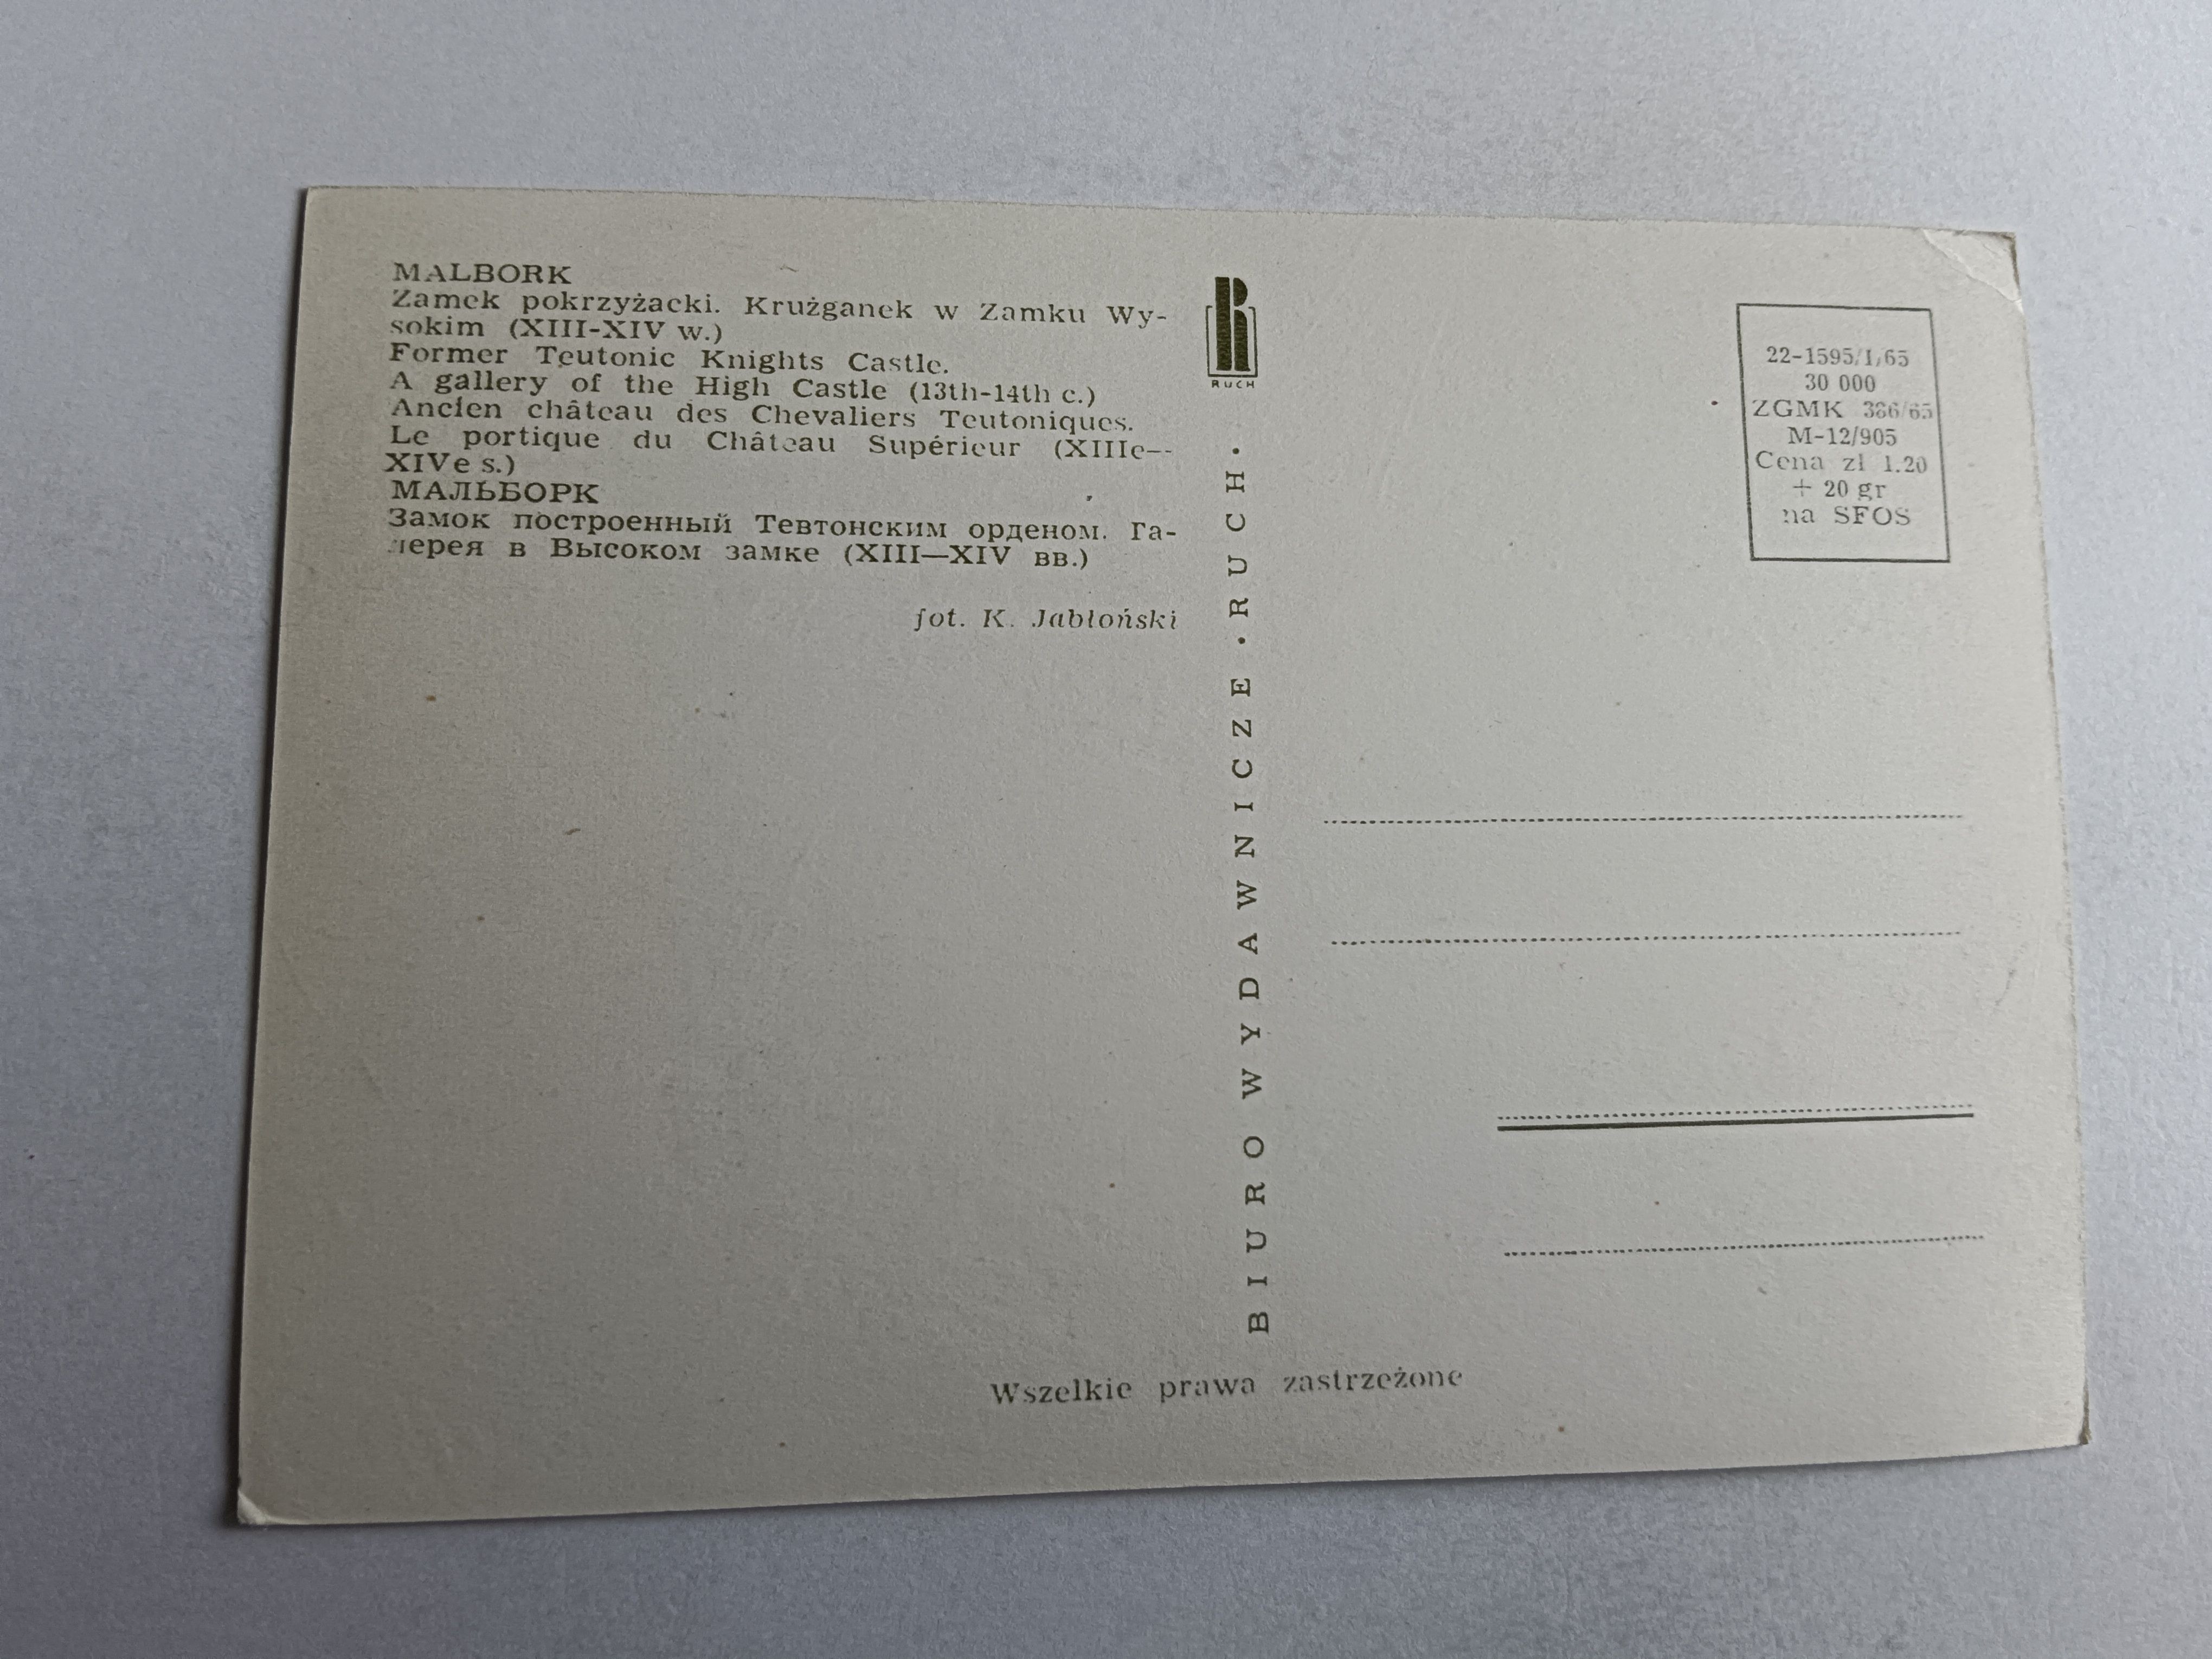 MALBORK
Zamek pokrzyżacki. Krużganek w Zamku Wy-
sokim (XIII-XIV w.)
Former Teutonic Knights Castle.
A gallery of the High Castle (13th-14th c.)
Ancien château des Chevaliers Teutoniques.
Le portique du Château Supérieur (XIIIe—
XIVe s.)
МАЛЬБОРК
Замок построенный Тевтонским орденом. Га-
лерея в Высоком замке (XIII—XIV вв.)
fot. K. Jabłoński
RUCH
BIURO WYDAWNICZE • RUCH •
22-1595/I/65
30 000
ZGMK 386/65
M-12/905
Cena zł 1.20
+ 20 gr
na SFOS
Wszelkie prawa zastrzeżone